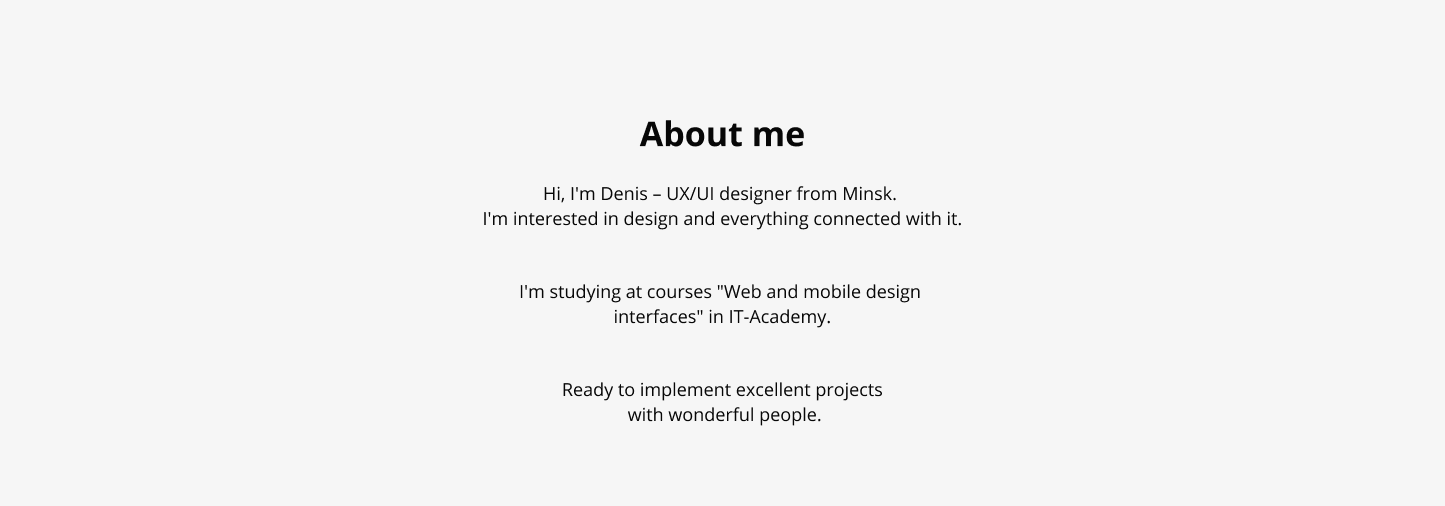 About me
Hi, I'm Denis – UX/UI designer from Minsk.
I'm interested in design and everything connected with it.
I'm studying at courses "Web and mobile design
interfaces" in IT-Academy.
Ready to implement excellent projects
with wonderful people.